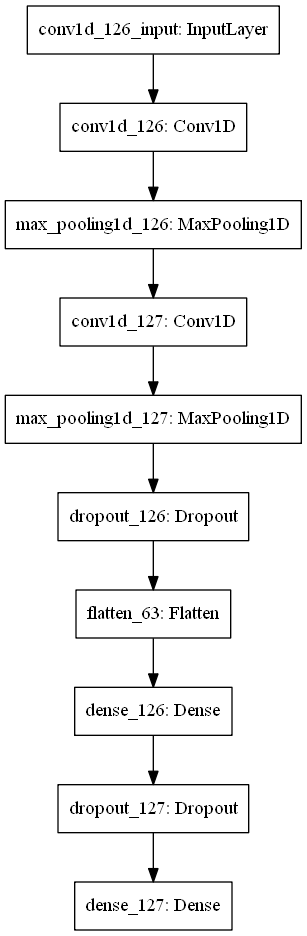 conv1d_126_input: InputLayer
conv1d_126: Conv1D
max_pooling1d_126: MaxPooling1D
conv1d_127: Conv1D
max_pooling1d_127: MaxPooling1D
dropout_126: Dropout
flatten_63: Flatten
dense_126: Dense
dropout_127: Dropout
dense_127: Dense